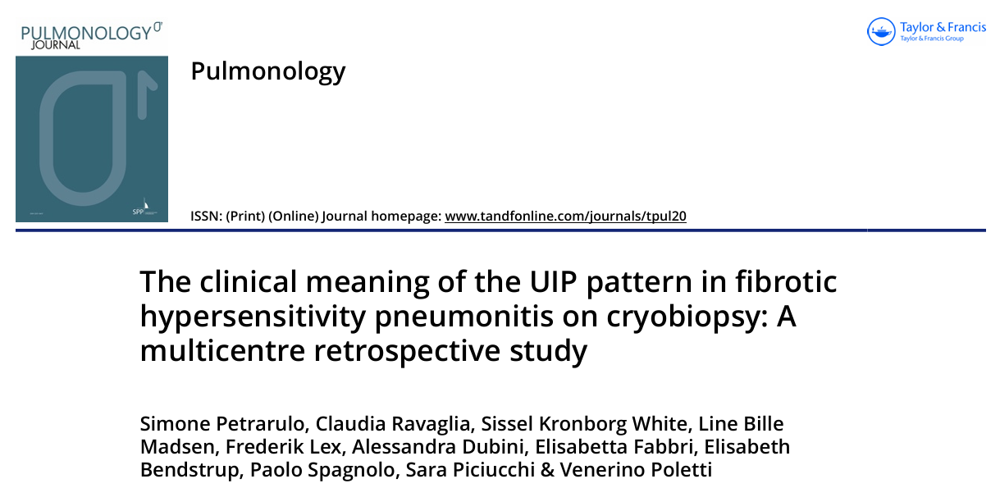 PULMONOLOGY
JOURNAL
Taylor & Francis
Taylor & Francis Group
Pulmonology
SPP
ISSN: (Print) (Online) Journal homepage: www.tandfonline.com/journals/tpul20
The clinical meaning of the UIP pattern in fibrotic
hypersensitivity pneumonitis on cryobiopsy: A
multicentre retrospective study
Simone Petrarulo, Claudia Ravaglia, Sissel Kronborg White, Line Bille
Madsen, Frederik Lex, Alessandra Dubini, Elisabetta Fabbri, Elisabeth
Bendstrup, Paolo Spagnolo, Sara Piciucchi & Venerino Poletti